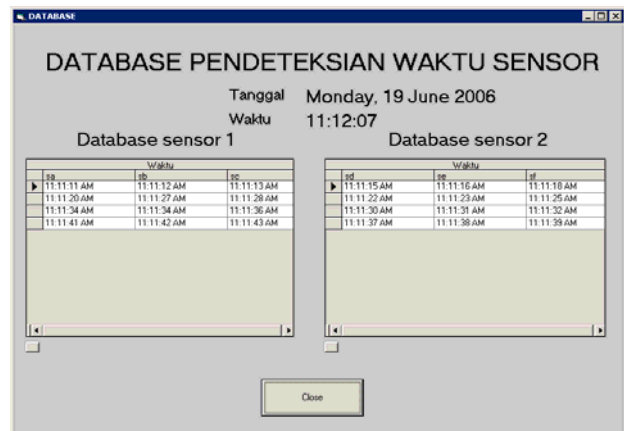 DATABASE
DATABASE PENDETEKSIAN WAKTU SENSOR
Tanggal Monday, 19 June 2006
Waktu 11:12:07
Database sensor 1
Waktu
sa sb sc
11:11:11 AM 11:11:12 AM 11:11:13 AM
11:11:20 AM 11:11:27 AM 11:11:28 AM
11:11:34 AM 11:11:34 AM 11:11:36 AM
11:11:41 AM 11:11:42 AM 11:11:43 AM
Database sensor 2
Waktu
sd se sf
11:11:15 AM 11:11:16 AM 11:11:18 AM
11:11:22 AM 11:11:23 AM 11:11:25 AM
11:11:30 AM 11:11:31 AM 11:11:32 AM
11:11:37 AM 11:11:38 AM 11:11:39 AM
Close